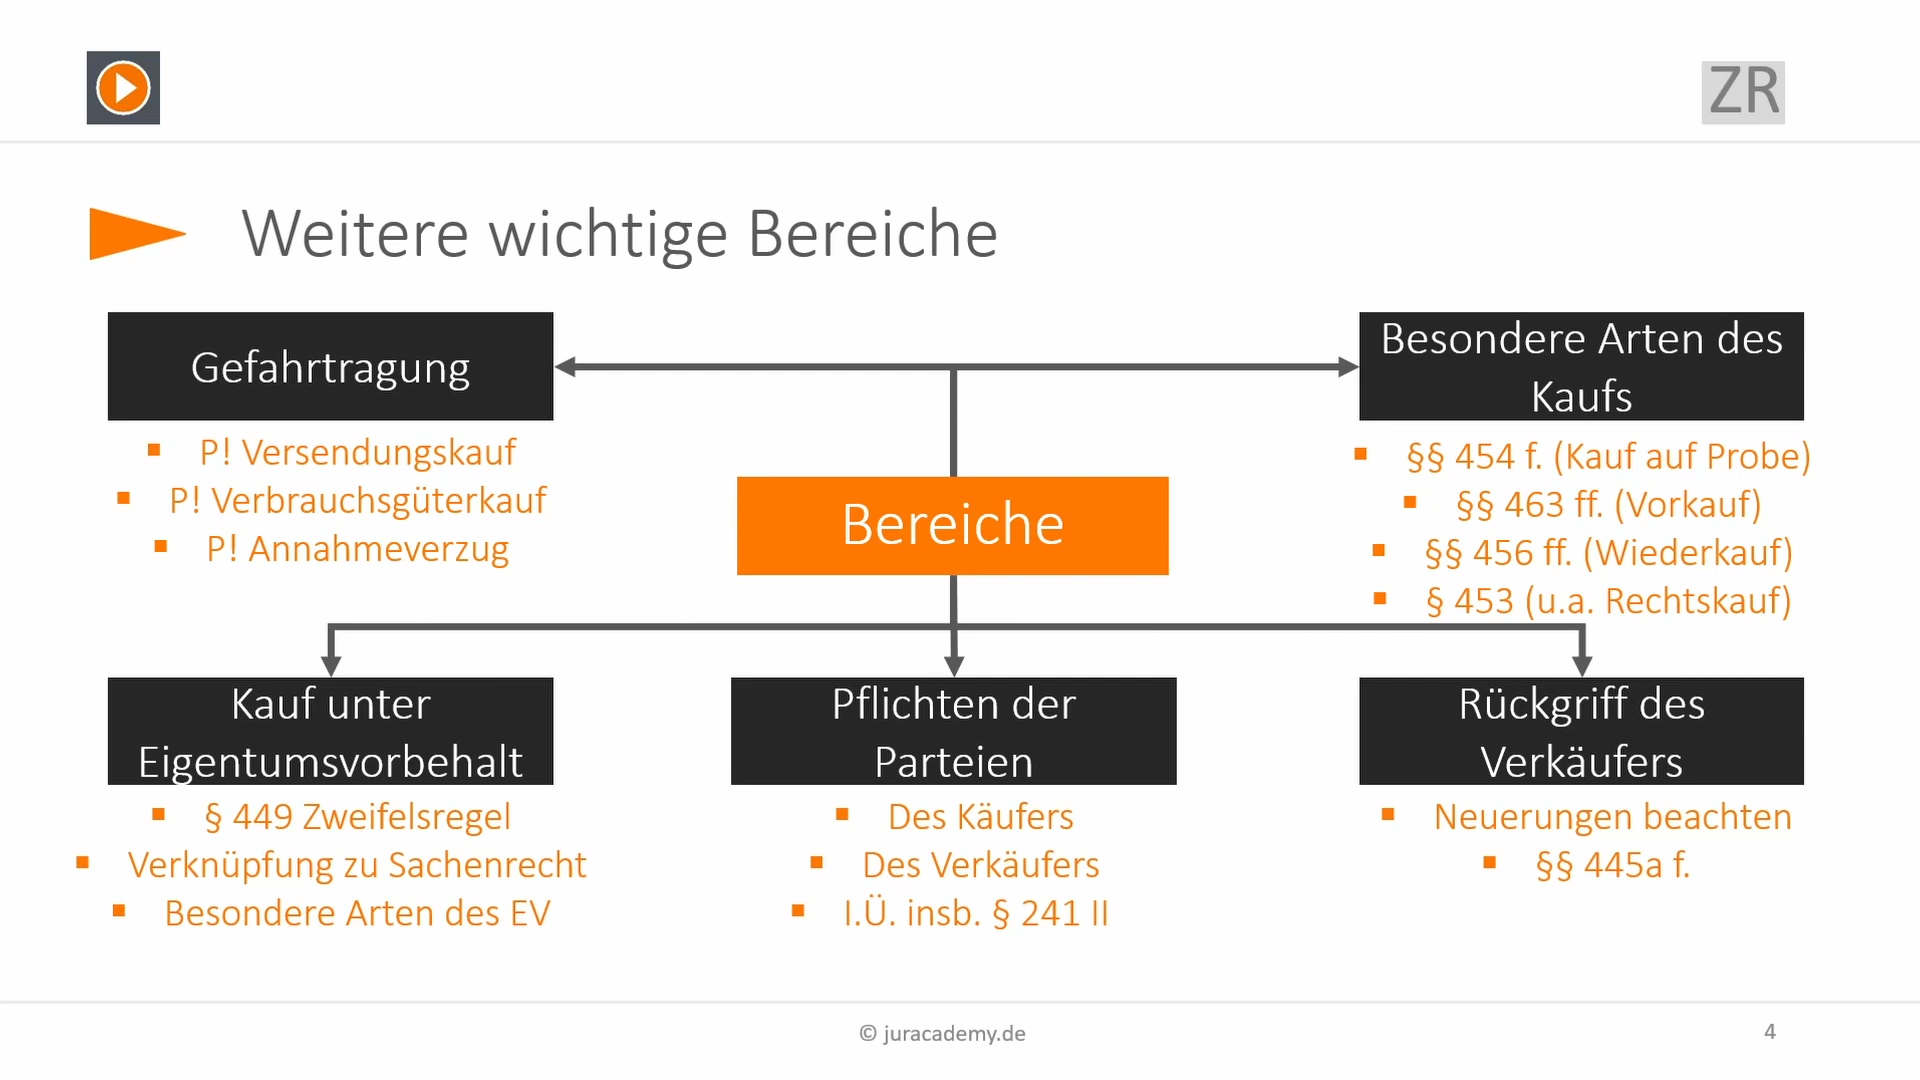 ZR
Weitere wichtige Bereiche
Gefahrtragung
P! Versendungskauf
P! Verbrauchsgüterkauf
P! Annahmeverzug
Besondere Arten des
Kaufs
§§ 454 f. (Kauf auf Probe)
§§ 463 ff. (Vorkauf)
§§ 456 ff. (Wiederkauf)
§ 453 (u.a. Rechtskauf)
Bereiche
Kauf unter
Eigentumsvorbehalt
§ 449 Zweifelsregel
Verknüpfung zu Sachenrecht
Besondere Arten des EV
Pflichten der
Parteien
Des Käufers
Des Verkäufers
I.Ü. insb. § 241 II
Rückgriff des
Verkäufers
Neuerungen beachten
§§ 445a f.
© juracademy.de
4